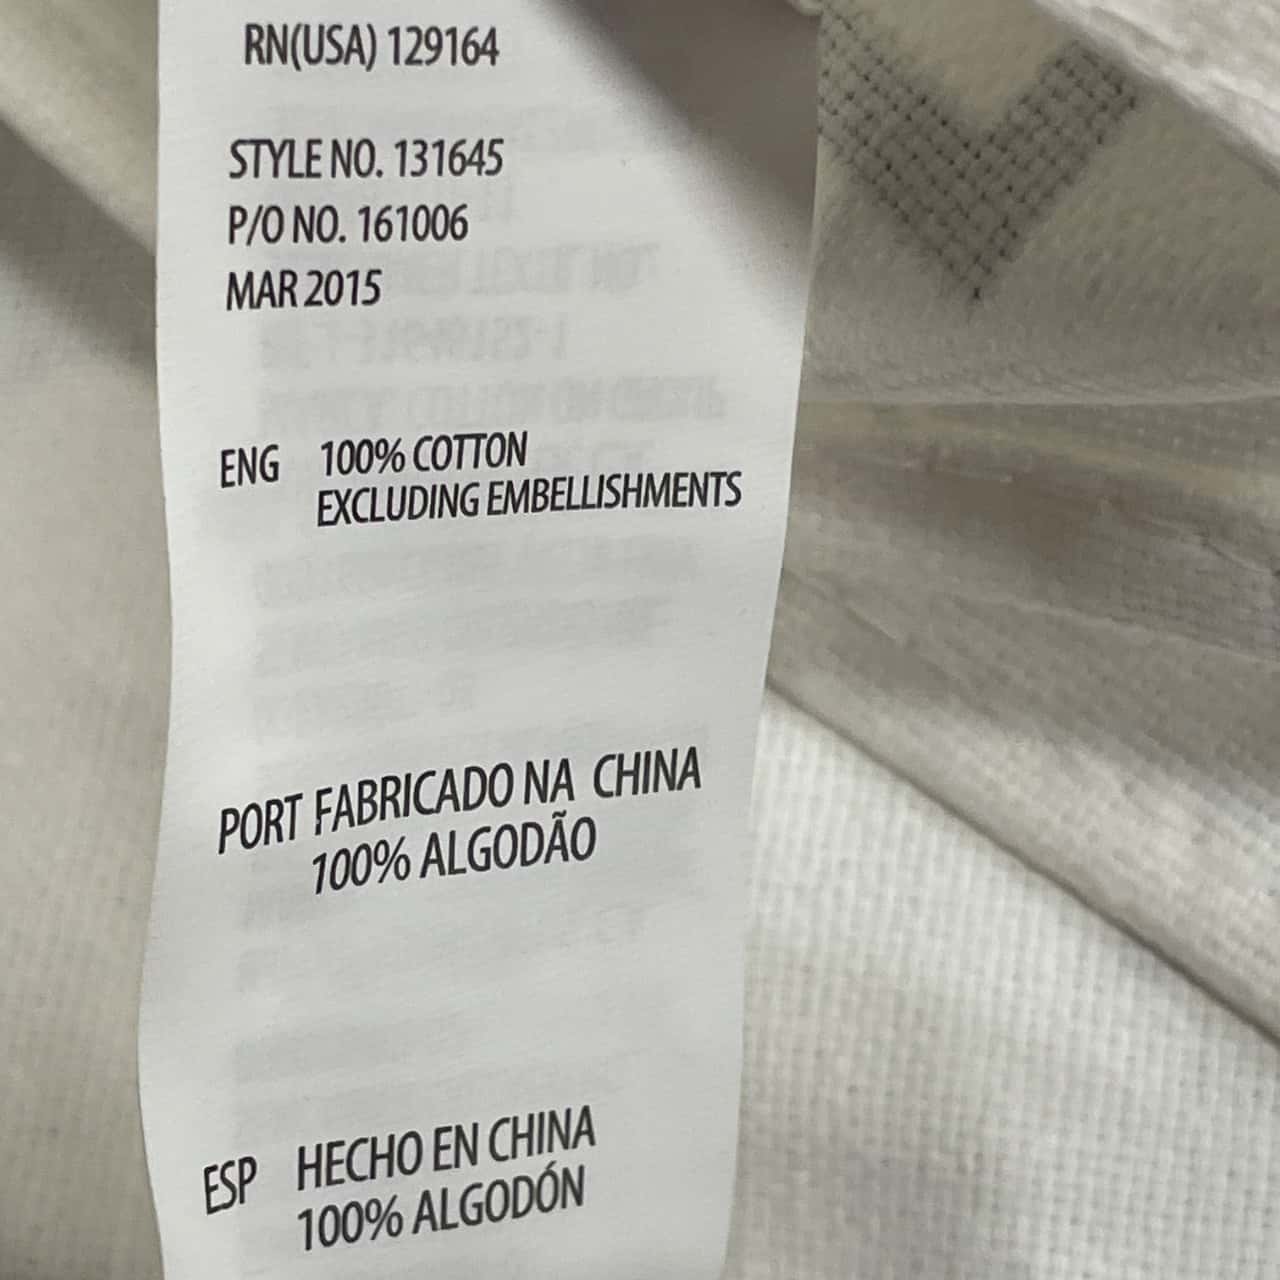 RN(USA) 129164
STYLE NO. 131645
P/O NO. 161006
MAR 2015
ENG 100% COTTON
EXCLUDING EMBELLISHMENTS
PORT FABRICADO NA CHINA
100% ALGODÃO
ESP HECHO EN CHINA
100% ALGODÓN